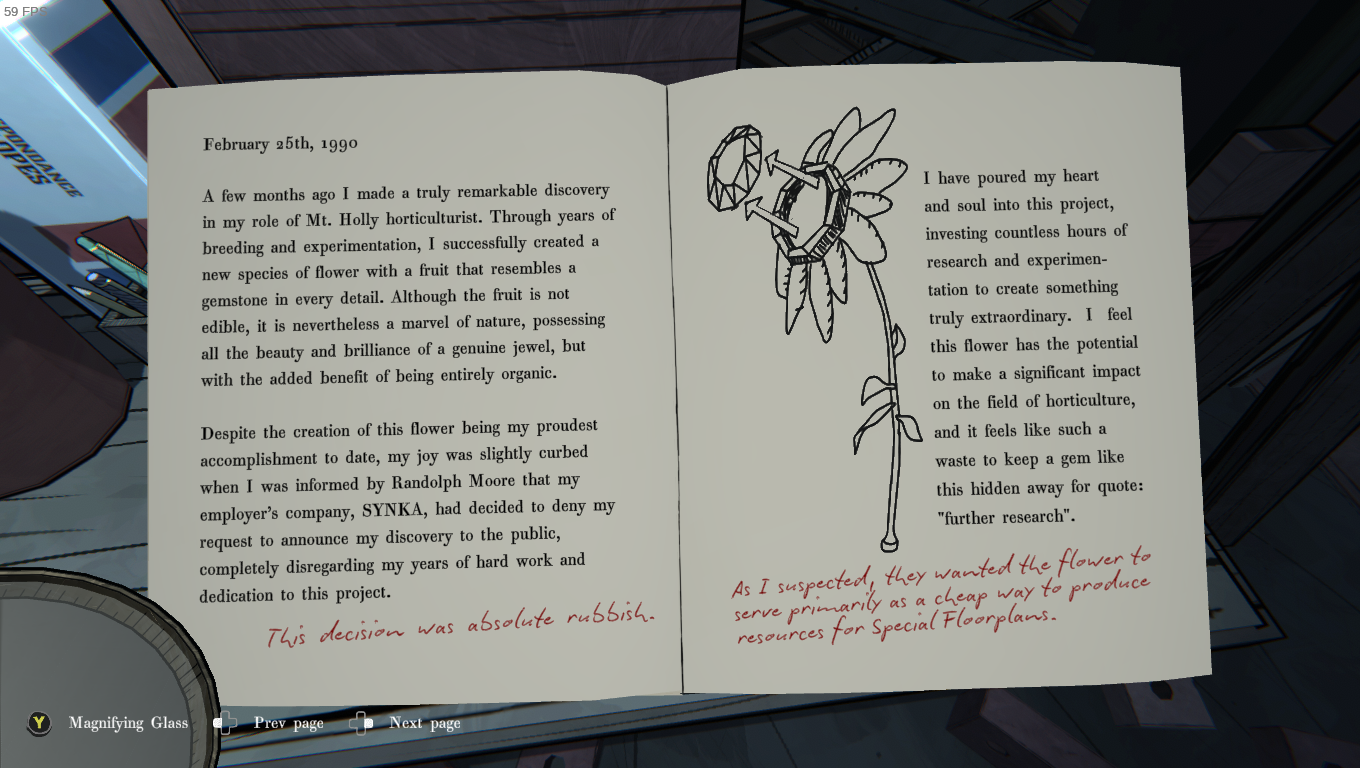 59 FPS
February 25th, 1990
A few months ago I made a truly remarkable discovery
in my role of Mt. Holly horticulturist. Through years of
breeding and experimentation, I successfully created a
new species of flower with a fruit that resembles a
gemstone in every detail. Although the fruit is not
edible, it is nevertheless a marvel of nature, possessing
all the beauty and brilliance of a genuine jewel, but
with the added benefit of being entirely organic.
Despite the creation of this flower being my proudest
accomplishment to date, my joy was slightly curbed
when I was informed by Randolph Moore that my
employer's company, SYNKA, had decided to deny my
request to announce my discovery to the public,
completely disregarding my years of hard work and
dedication to this project.
This decision was absolute rubbish.
I have poured my heart
and soul into this project,
investing countless hours of
research and experimen-
tation to create something
truly extraordinary. I feel
this flower has the potential
to make a significant impact
on the field of horticulture,
and it feels like such a
waste to keep a gem like
this hidden away for quote:
"further research".
As I suspected, they wanted the flower to
serve primarily as a cheap way to produce
resources for Special Floorplans.
Y Magnifying Glass Prev page Next page